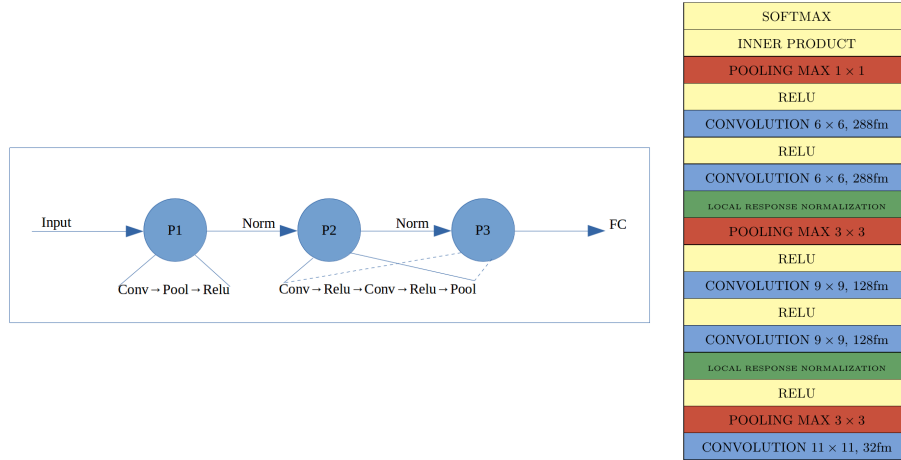 Input
P1
Norm
P2
Norm
P3
FC
Conv→Pool→Relu
Conv→Relu→Conv→Relu→Pool
SOFTMAX
INNER PRODUCT
POOLING MAX 1 × 1
RELU
CONVOLUTION 6 × 6, 288fm
RELU
CONVOLUTION 6 × 6, 288fm
LOCAL RESPONSE NORMALIZATION
POOLING MAX 3 × 3
RELU
CONVOLUTION 9 × 9, 128fm
RELU
CONVOLUTION 9 × 9, 128fm
LOCAL RESPONSE NORMALIZATION
RELU
POOLING MAX 3 × 3
CONVOLUTION 11 × 11, 32fm